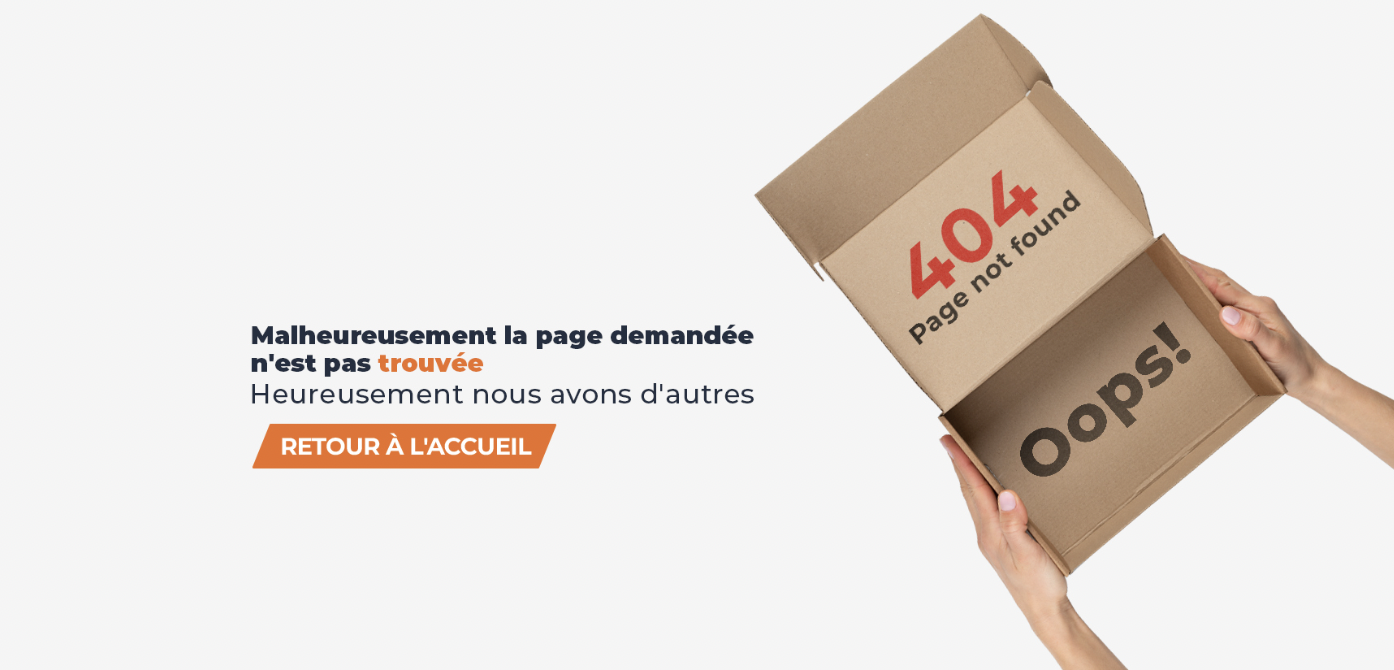 Malheureusement la page demandée
n'est pas trouvée
Heureusement nous avons d'autres
RETOUR À L'ACCUEIL
404
Page not found
Oops!